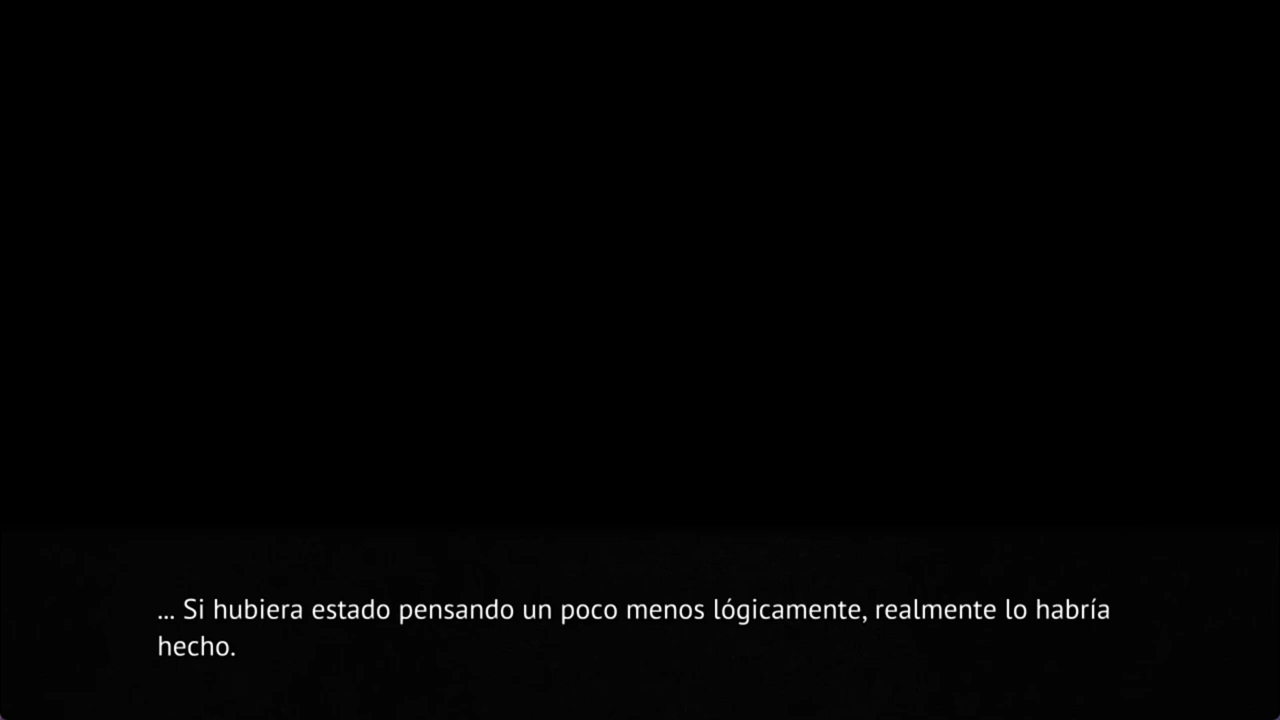 ... Si hubiera estado pensando un poco menos lógicamente, realmente lo habría
hecho.